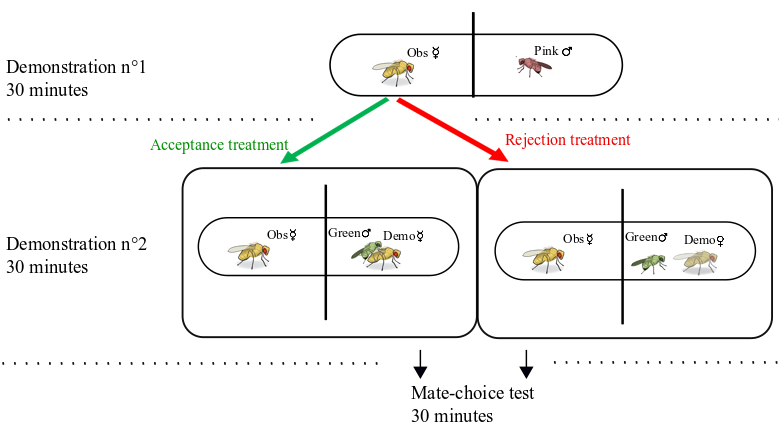 Demonstration n°1
30 minutes
Obs ☿
Pink ♂
Acceptance treatment
Rejection treatment
Demonstration n°2
30 minutes
Obs☿
Green♂
Demo☿
Obs☿
Green♂
Demo♀
Mate-choice test
30 minutes